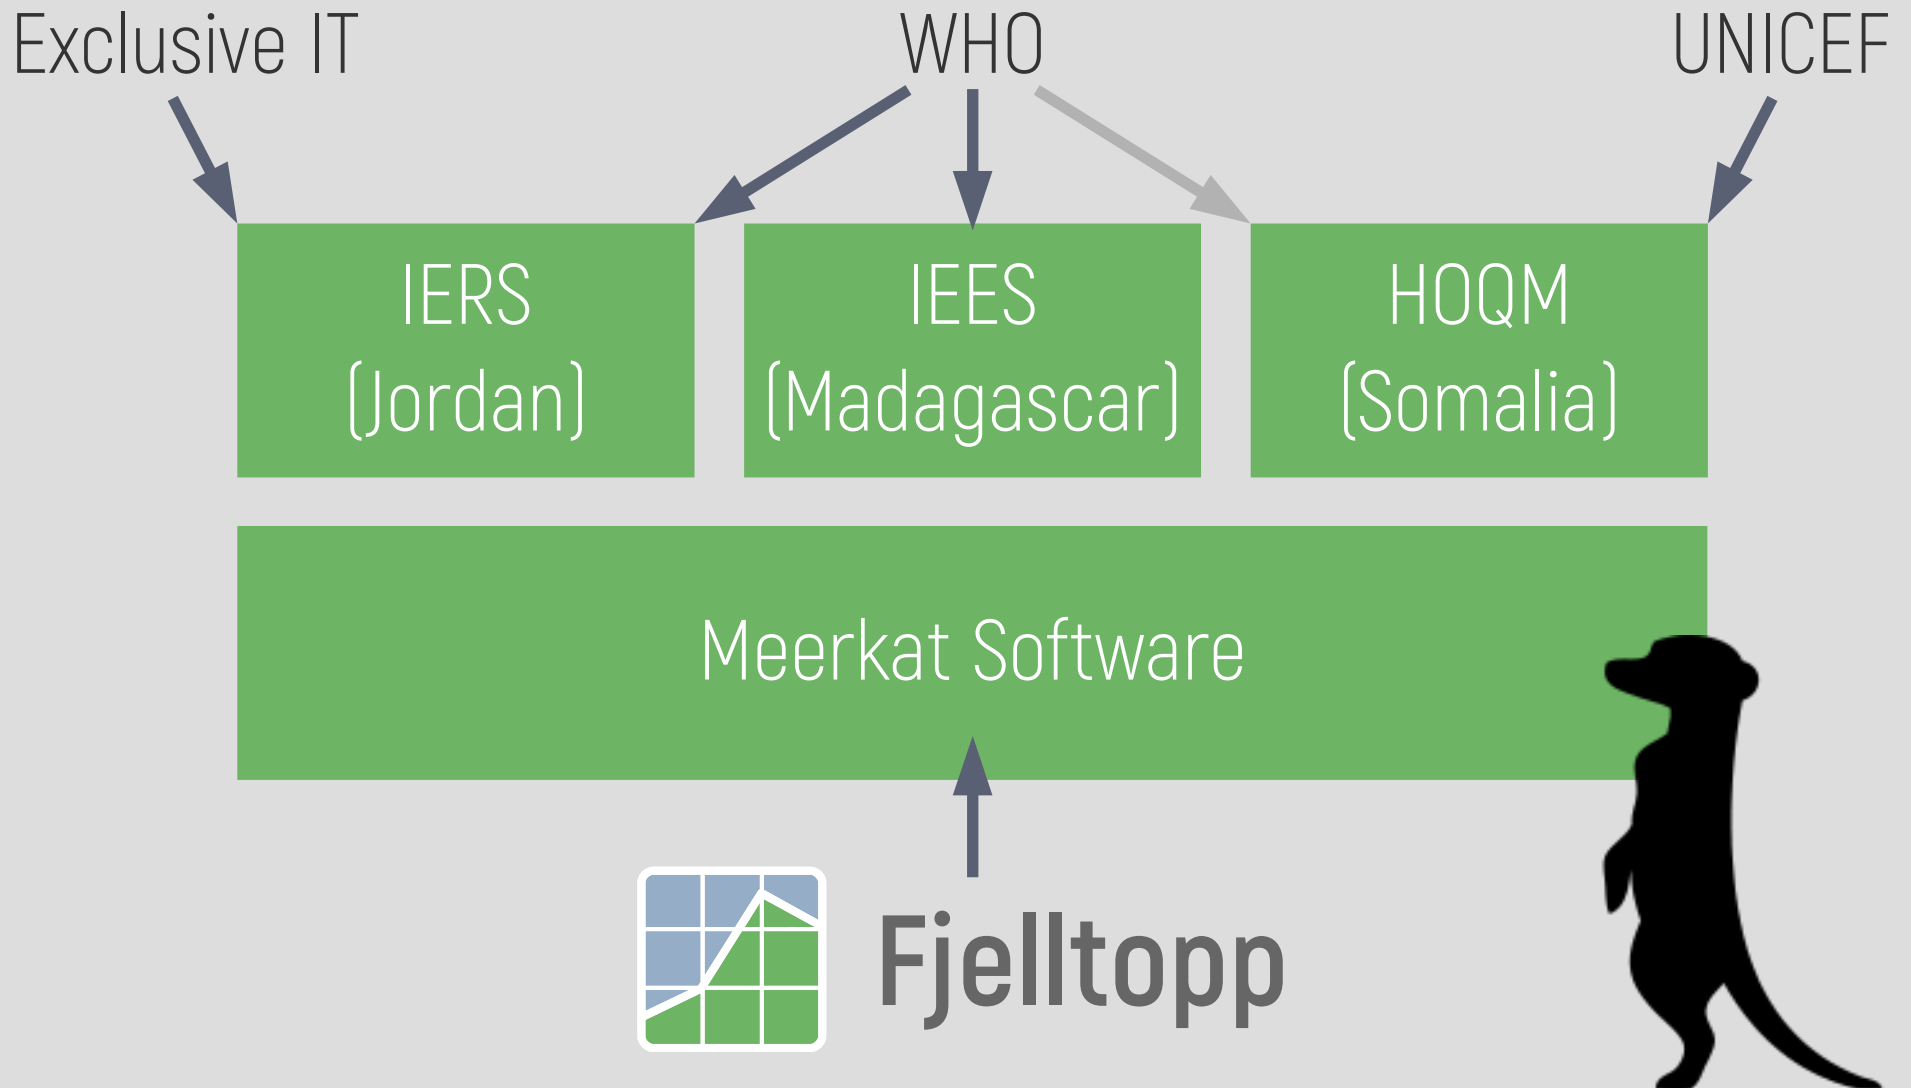 Exclusive IT
WHO
UNICEF
IERS
(Jordan)
IEES
(Madagascar)
HOQM
(Somalia)
Meerkat Software
Fjelltopp